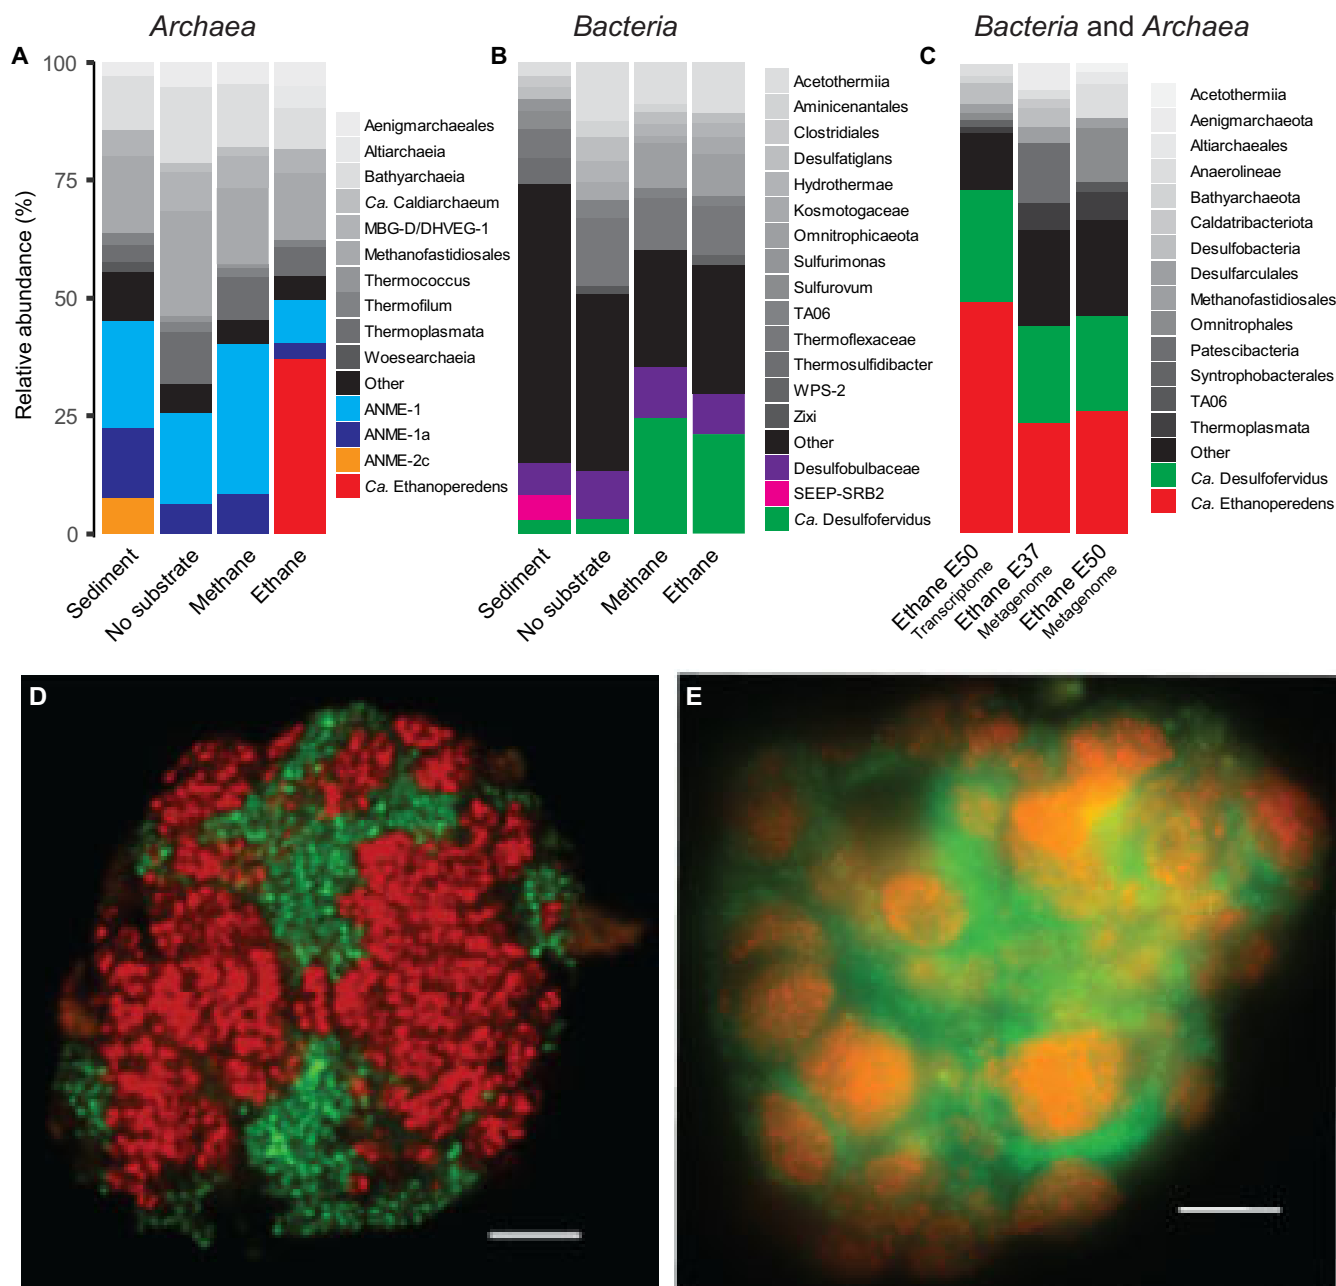 Archaea
Bacteria
Bacteria and Archaea
A
B
C
Relative abundance (%)
100
75
50
25
0
Sediment
No substrate
Methane
Ethane
Aenigmarchaeales
Altiarchaeia
Bathyarchaeia
Ca. Caldiarchaeum
MBG-D/DHVEG-1
Methanofastidiosales
Thermococcus
Thermofilum
Thermoplasmata
Woesearchaeia
Other
ANME-1
ANME-1a
ANME-2c
Ca. Ethanoperedens
Sediment
No substrate
Methane
Ethane
Acetothermiia
Aminicenantales
Clostridiales
Desulfatiglans
Hydrothermae
Kosmotogaceae
Omnitrophicaeota
Sulfurimonas
Sulfurovum
TA06
Thermoflexaceae
Thermosulfidibacter
WPS-2
Zixi
Other
Desulfobulbaceae
SEEP-SRB2
Ca. Desulfofervidus
Ethane E50
Transcriptome
Ethane E37
Metagenome
Ethane E50
Metagenome
Acetothermiia
Aenigmarchaeota
Altiarchaeales
Anaerolineae
Bathyarchaeota
Caldatribacteriota
Desulfobacteria
Desulfarculales
Methanofastidiosales
Omnitrophales
Patescibacteria
Syntrophobacterales
TA06
Thermoplasmata
Other
Ca. Desulfofervidus
Ca. Ethanoperedens
D
E